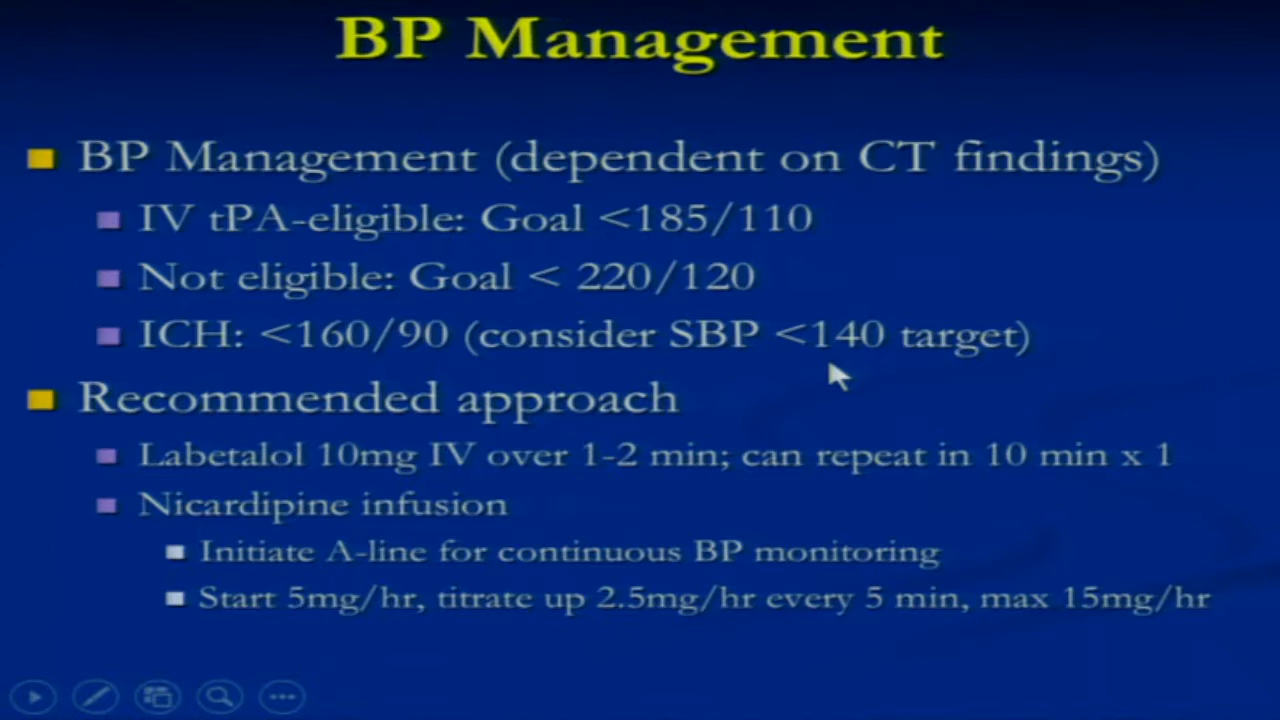 BP Management
BP Management (dependent on CT findings)
IV tPA-eligible: Goal <185/110
Not eligible: Goal < 220/120
ICH: <160/90 (consider SBP <140 target)
Recommended approach
Labetalol 10mg IV over 1-2 min; can repeat in 10 min x 1
Nicardipine infusion
Initiate A-line for continuous BP monitoring
Start 5mg/hr, titrate up 2.5mg/hr every 5 min, max 15mg/hr